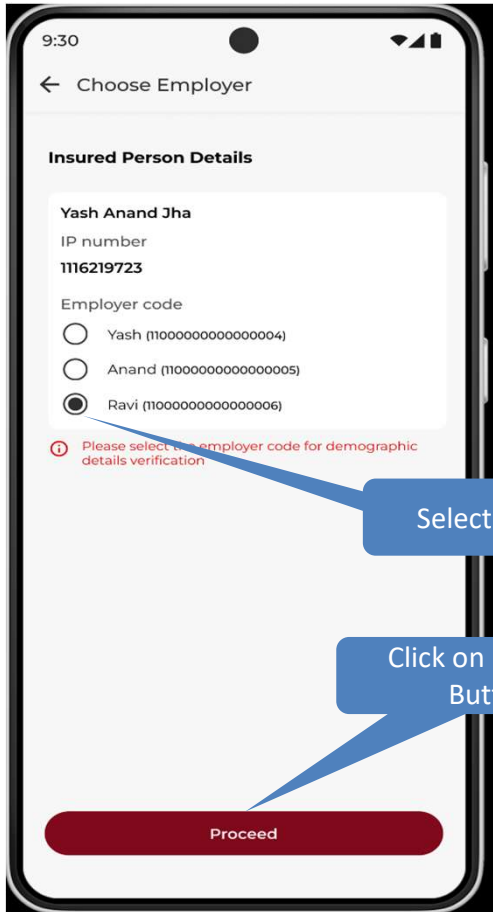 9:30
Choose Employer
Insured Person Details
Yash Anand Jha
IP number
1116219723
Employer code
Yash (11000000000000004)
Anand (11000000000000005)
Ravi (11000000000000006)
Please select the employer code for demographic
details verification
Select
Click on
Proceed